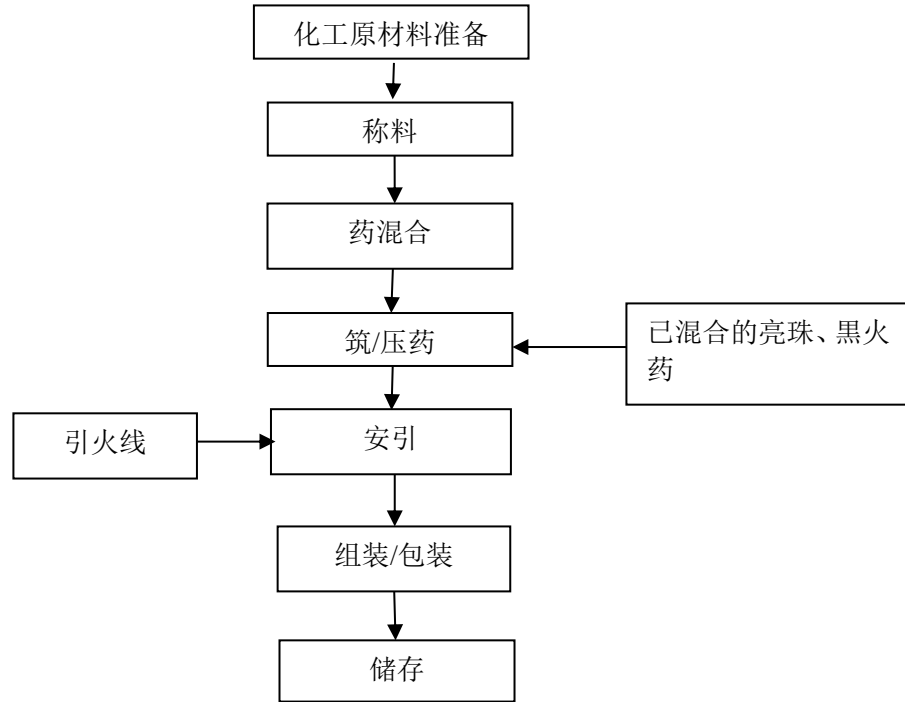 化工原材料准备
称料
药混合
筑/压药
已混合的亮珠、黑火
药
引火线
安引
组装/包装
储存